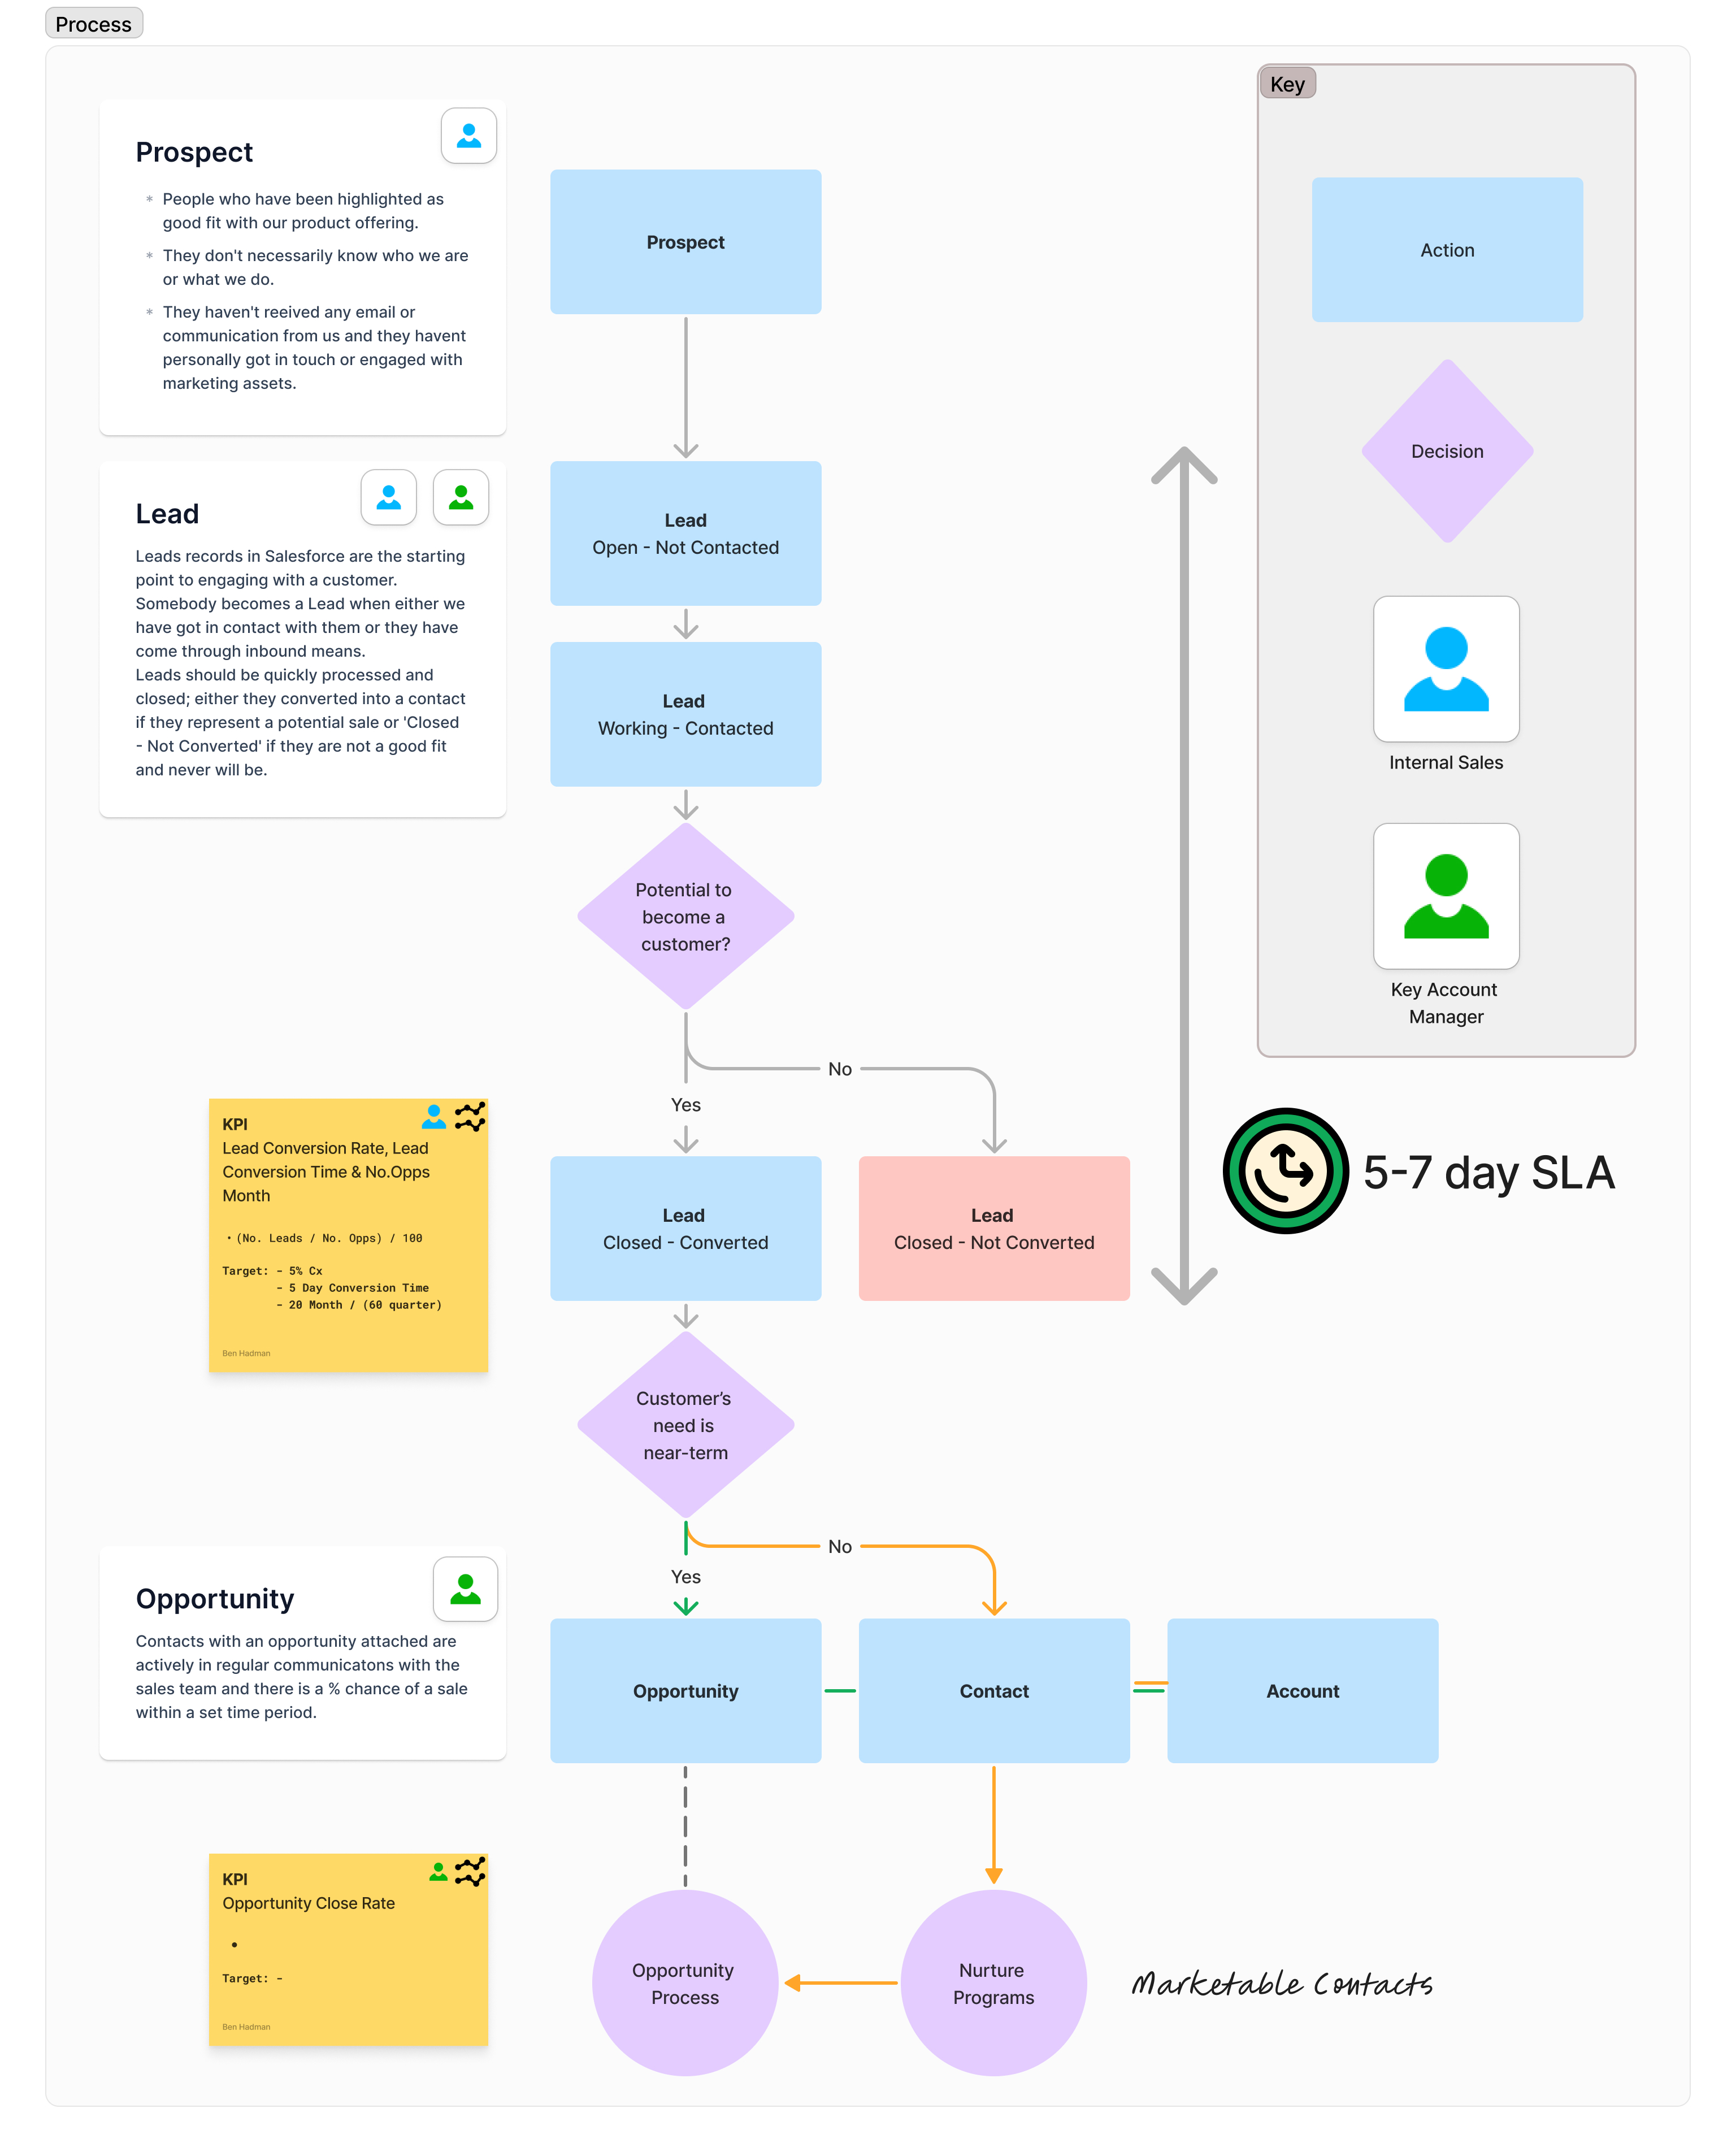 Process
Key
Prospect
* People who have been highlighted as
good fit with our product offering.
* They don't necessarily know who we are
or what we do.
* They haven't reeived any email or
communication from us and they havent
personally got in touch or engaged with
marketing assets.
Prospect
Action
Decision
Lead
Leads records in Salesforce are the starting
point to engaging with a customer.
Somebody becomes a Lead when either we
have got in contact with them or they have
come through inbound means.
Leads should be quickly processed and
closed; either they converted into a contact
if they represent a potential sale or 'Closed
- Not Converted' if they are not a good fit
and never will be.
Lead
Open - Not Contacted
Lead
Working - Contacted
Internal Sales
Key Account
Manager
Potential to
become a
customer?
No
Yes
KPI
Lead Conversion Rate, Lead
Conversion Time & No.Opps
Month
• (No. Leads / No. Opps) / 100
Target: - 5% Cx
- 5 Day Conversion Time
- 20 Month / (60 quarter)
Ben Hadman
Lead
Closed - Converted
Lead
Closed - Not Converted
5-7 day SLA
Customer’s
need is
near-term
No
Yes
Opportunity
Contacts with an opportunity attached are
actively in regular communicatons with the
sales team and there is a % chance of a sale
within a set time period.
Opportunity
Contact
Account
KPI
Opportunity Close Rate
•
Target: -
Ben Hadman
Opportunity
Process
Nurture
Programs
Marketable Contacts